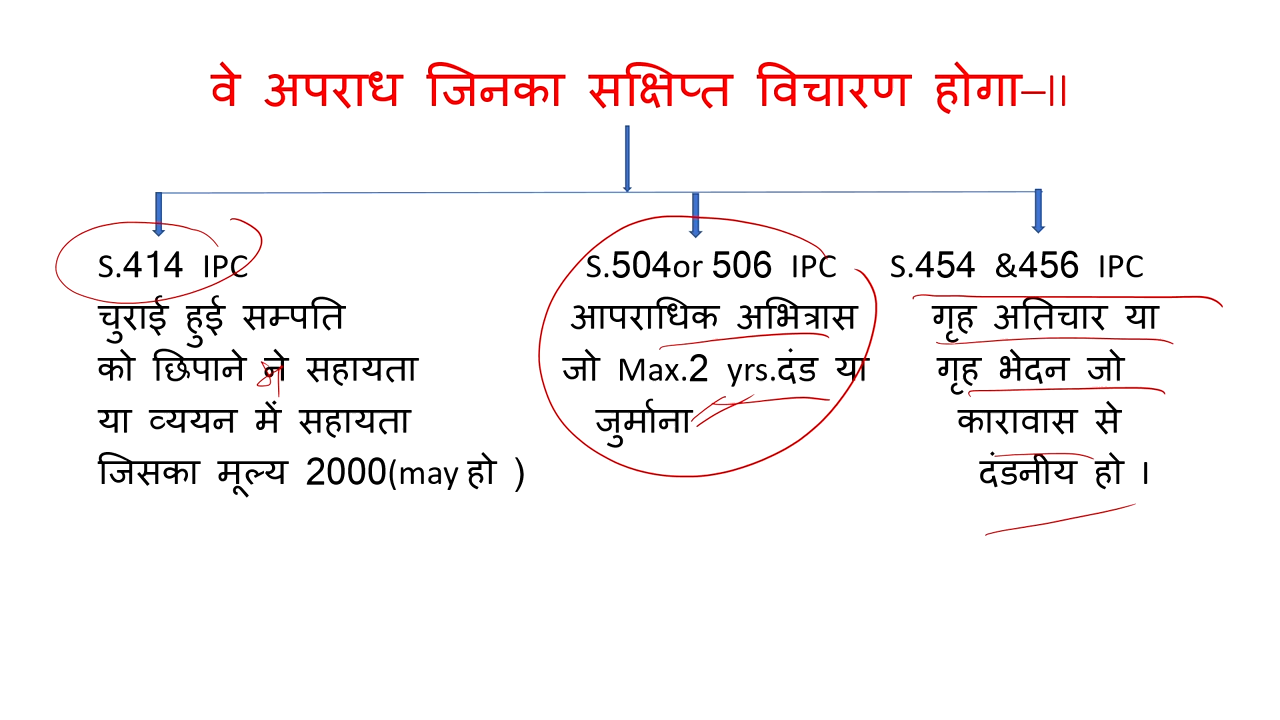 वे अपराध जिनका सक्षिप्त विचारण होगा–II
S.414 IPC
चुराई हुई सम्पति
को छिपाने ने सहायता
या व्ययन में सहायता
जिसका मूल्य 2000(may हो )
S.504or 506 IPC
आपराधिक अभित्रास
जो Max.2 yrs.दंड या
जुर्माना
S.454 &456 IPC
गृह अतिचार या
गृह भेदन जो
कारावास से
दंडनीय हो ।